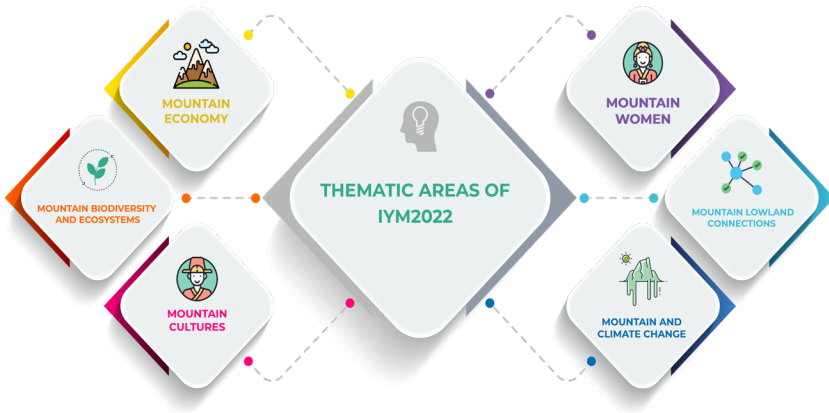 MOUNTAIN
ECONOMY
MOUNTAIN BIODIVERSITY
AND ECOSYSTEMS
MOUNTAIN
CULTURES
THEMATIC AREAS OF
IYM2022
MOUNTAIN
WOMEN
MOUNTAIN LOWLAND
CONNECTIONS
MOUNTAIN AND
CLIMATE CHANGE